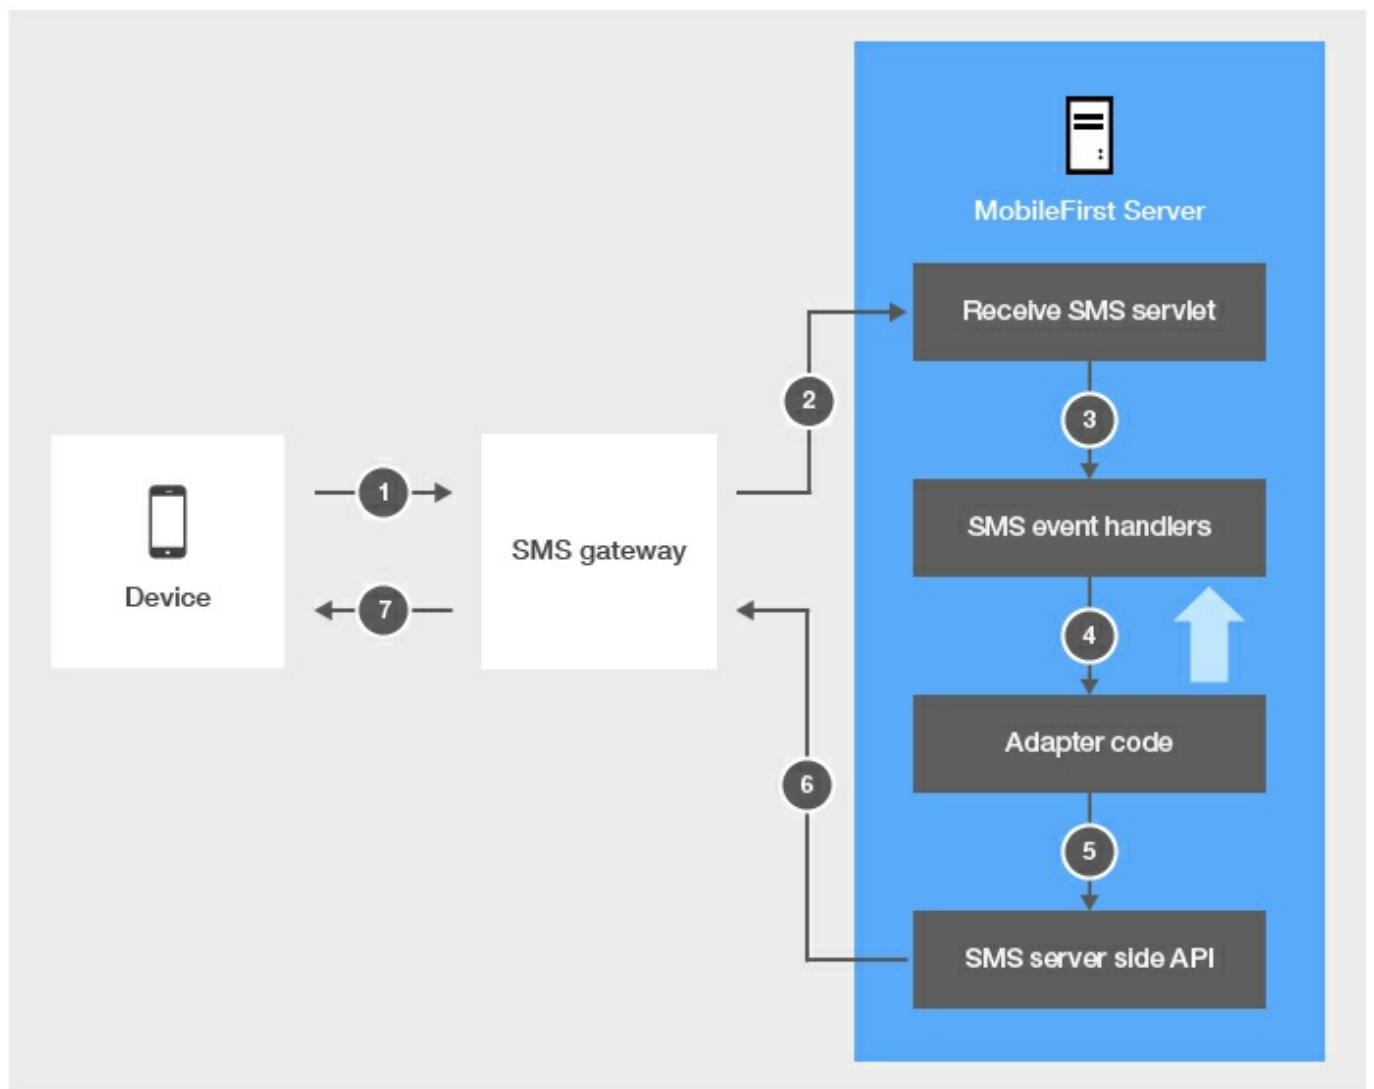 MobileFirst Server
Receive SMS servlet
2
3
1
SMS event handlers
SMS gateway
Device
7
4
Adapter code
6
5
SMS server side API